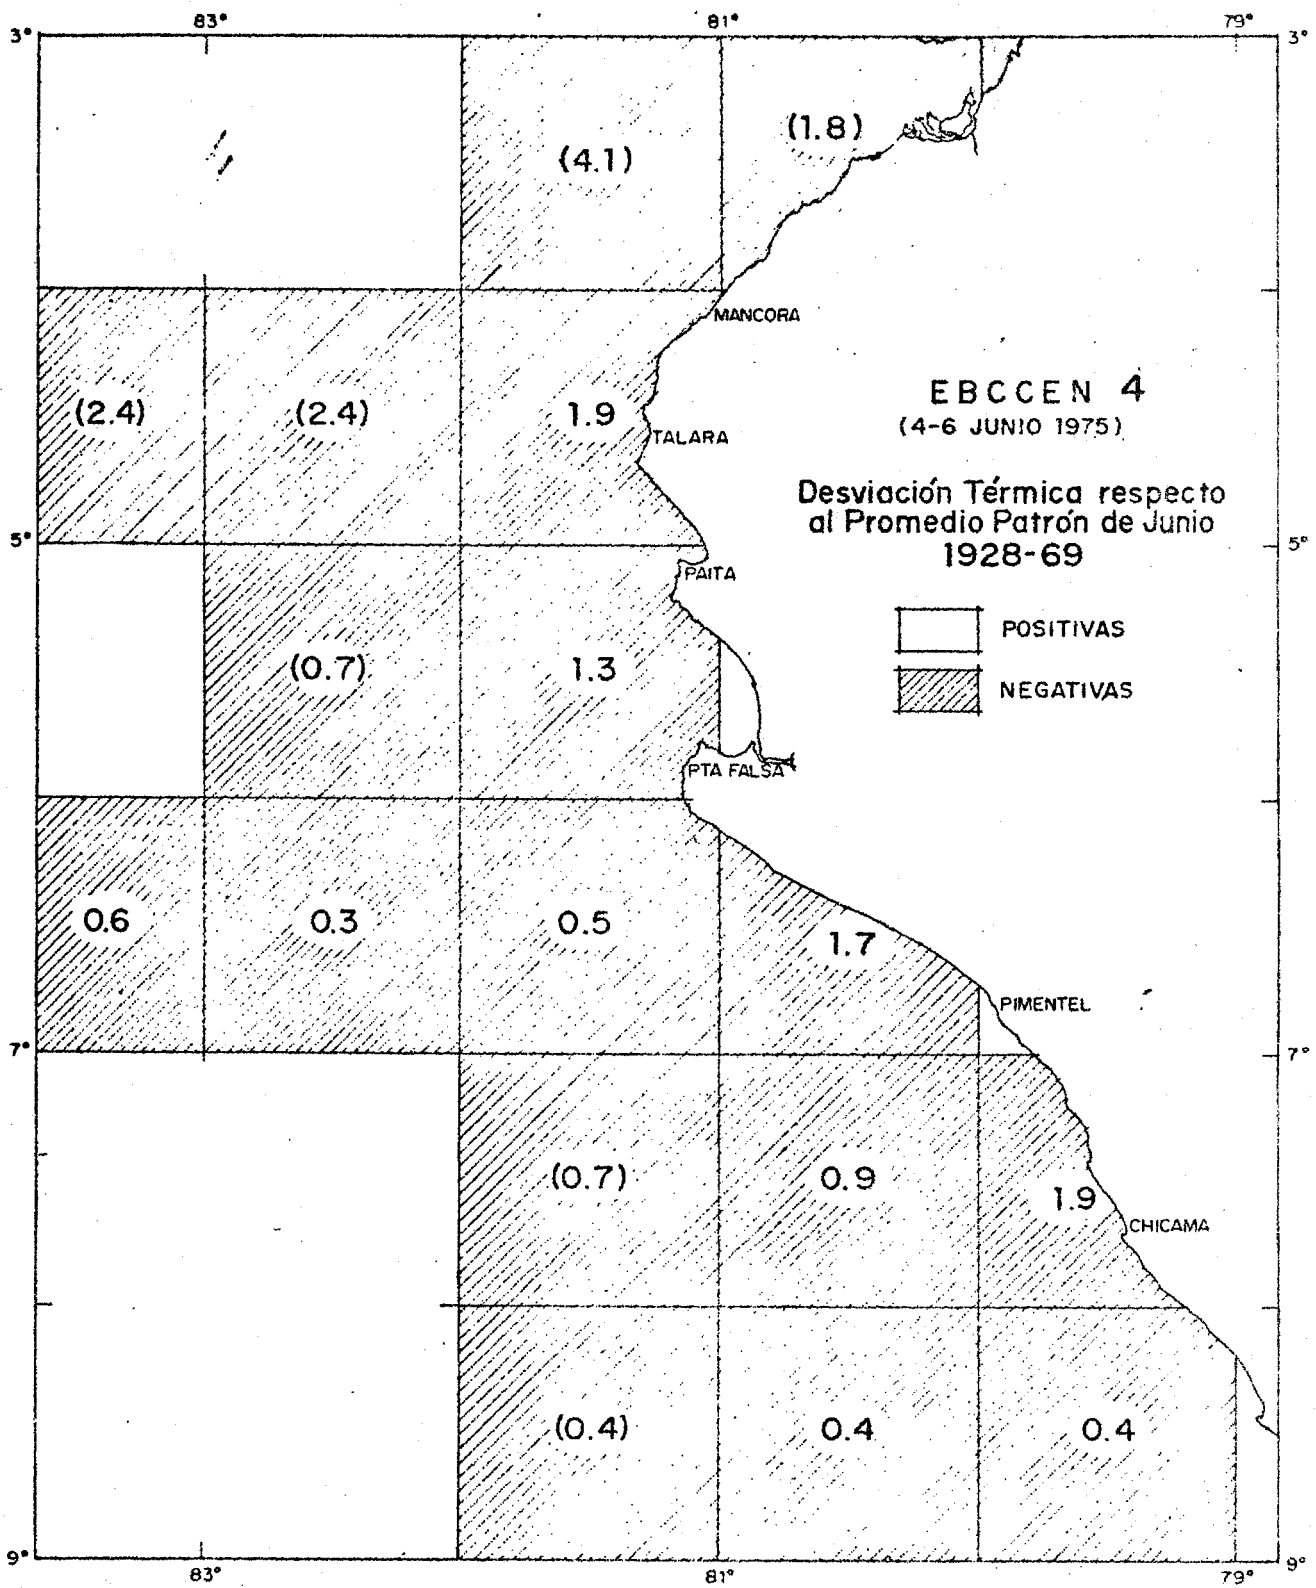 83° 81° 79°
3° 3°
(4.1) (1.8)
MANCORA
(2.4) (2.4) 1.9
TALARA
EBCCEN 4
(4-6 JUNIO 1975)
Desviación Térmica respecto
al Promedio Patrón de Junio
1928-69
5° 5°
PAITA
POSITIVAS
(0.7) 1.3
NEGATIVAS
PTA FALSA
0.6 0.3 0.5 1.7
PIMENTEL
7° 7°
(0.7) 0.9 1.9
CHICAMA
(0.4) 0.4 0.4
9° 9°
83° 81° 79°